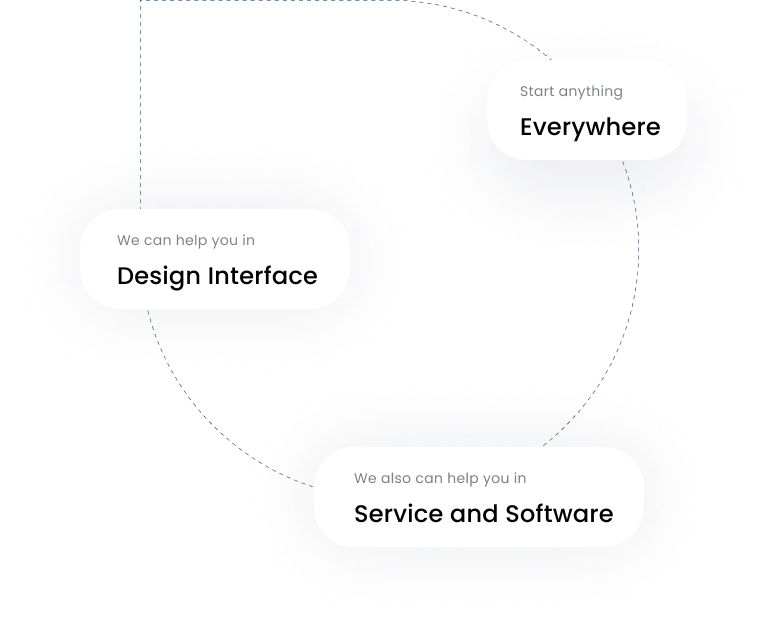 Start anything
Everywhere
We can help you in
Design Interface
We also can help you in
Service and Software